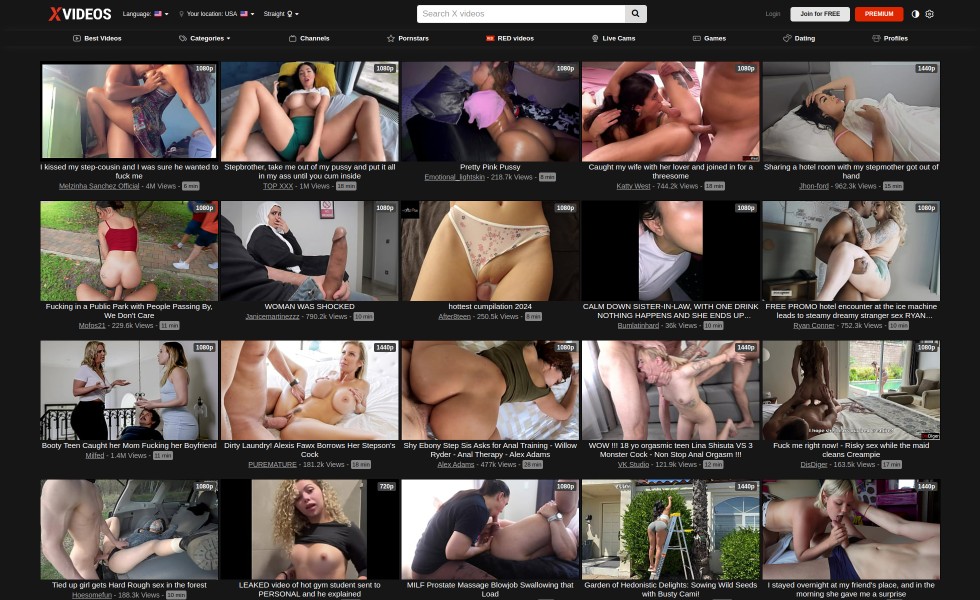 XVIDEOS
Language:
Your location: USA
Straight
Search X videos
Login
Join for FREE
PREMIUM
Best Videos
Categories
Channels
Pornstars
RED videos
Live Cams
Games
Dating
Profiles
1080p
1080p
1080p
1080p
1440p
I kissed my step-cousin and I was sure he wanted to
fuck me
Melzinha Sanchez Official - 4M Views - 6 min
Stepbrother, take me out of my pussy and put it all
in my ass until you cum inside
TOP XXX - 1M Views - 18 min
Pretty Pink Pussy
Emotional_lightskin - 218.7k Views - 8 min
Caught my wife with her lover and joined in for a
threesome
Katty West - 744.2k Views - 18 min
Sharing a hotel room with my stepmother got out of
hand
Jhon-ford - 962.3k Views - 15 min
1080p
1080p
1080p
1080p
1080p
Fucking in a Public Park with People Passing By,
We Don't Care
Mofos21 - 229.6k Views - 11 min
WOMAN WAS SHOCKED
Janicemartinezzz - 790.2k Views - 10 min
hottest cumpilation 2024
After8teen - 250.5k Views - 8 min
CALM DOWN SISTER-IN-LAW, WITH ONE DRINK
NOTHING HAPPENS AND SHE ENDS UP...
Bumlatinhard - 36k Views - 10 min
FREE PROMO hotel encounter at the ice machine
leads to steamy dreamy stranger sex RYAN...
Ryan Conner - 752.3k Views - 10 min
1080p
1440p
1080p
1440p
1080p
Booty Teen Caught her Mom Fucking her Boyfriend
Milfed - 1.4M Views - 11 min
Dirty Laundry! Alexis Fawx Borrows Her Stepson's
Cock
PUREMATURE - 181.2k Views - 18 min
Shy Ebony Step Sis Asks for Anal Training - Willow
Ryder - Anal Therapy - Alex Adams
Alex Adams - 477k Views - 28 min
WOW !!! 18 yo orgasmic teen Lina Shisuta VS 3
Monster Cock - Non Stop Anal Orgasm !!!
VK Studio - 121.9k Views - 12 min
Fuck me right now! - Risky sex while the maid
cleans Creampie
DisDiger - 163.5k Views - 17 min
1080p
720p
1080p
1440p
1440p
Tied up girl gets Hard Rough sex in the forest
Hoesomefun - 188.3k Views - 10 min
LEAKED video of hot gym student sent to
PERSONAL and he explained
MILF Prostate Massage Blowjob Swallowing that
Load
Garden of Hedonistic Delights: Sowing Wild Seeds
with Busty Cami!
I stayed overnight at my friend's place, and in the
morning she gave me a surprise